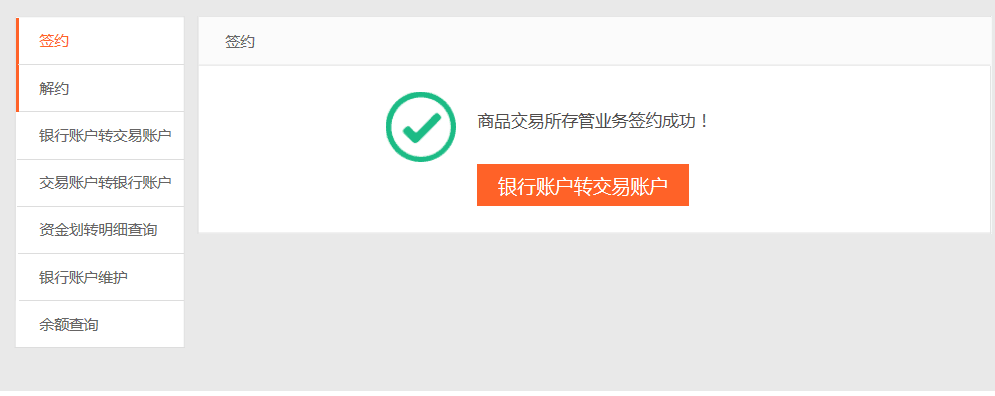 签约
解约
银行账户转交易账户
交易账户转银行账户
资金划转明细查询
银行账户维护
余额查询
签约
商品交易所存管业务签约成功！
银行账户转交易账户